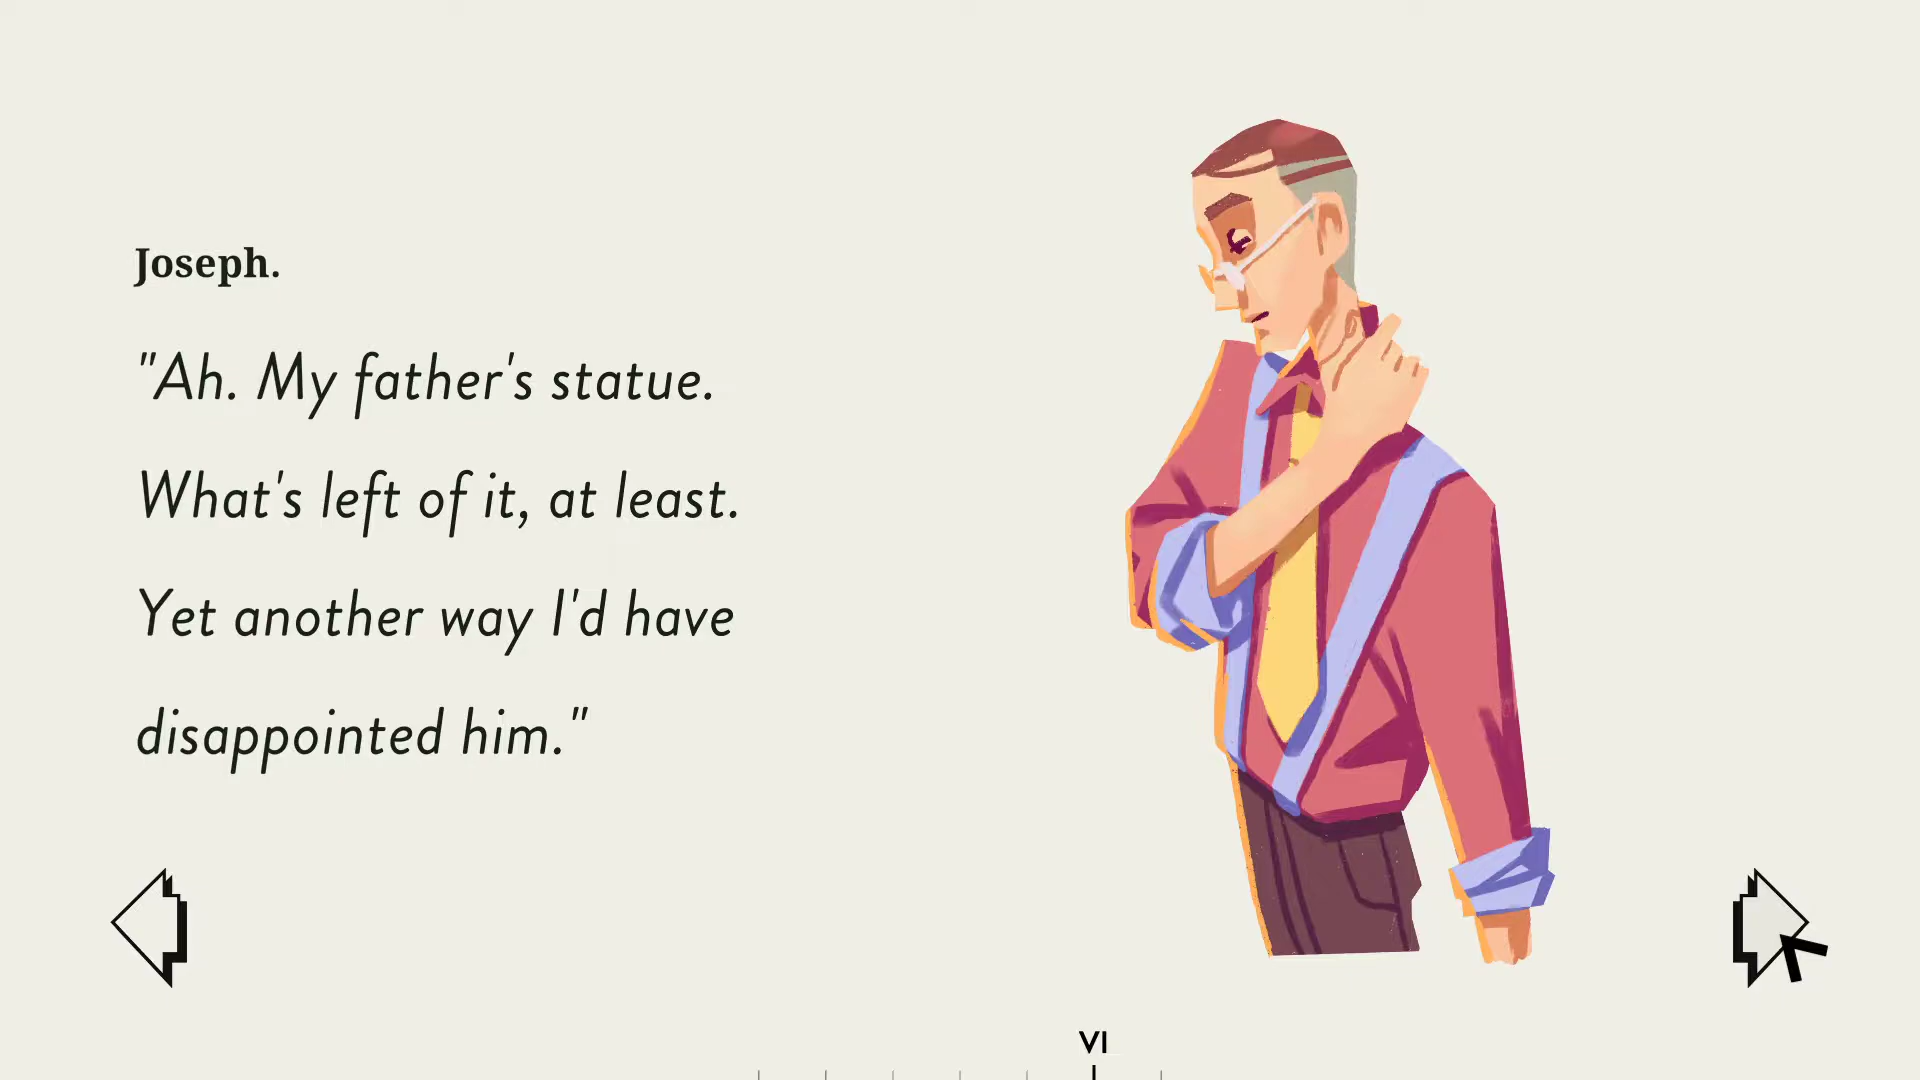 Joseph.
"Ah. My father's statue.
What's left of it, at least.
Yet another way I'd have
disappointed him."
VI